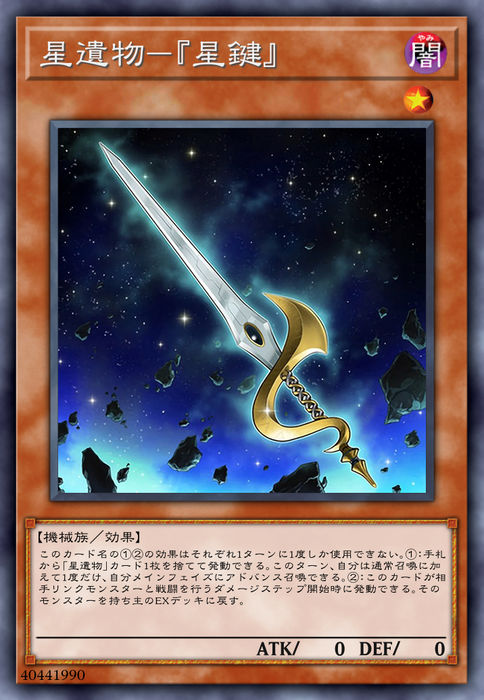 星遺物－『星鍵』
やみ
闇
【機械族／効果】
このカード名の①②の効果はそれぞれ1ターンに1度しか使用できない。①：手札
から「星遺物」カード1枚を捨てて発動できる。このターン、自分は通常召喚に加
えて1度だけ、自分メインフェイズにアドバンス召喚できる。②：このカードが相
手リンクモンスターと戦闘を行うダメージステップ開始時に発動できる。その
モンスターを持ち主のEXデッキに戻す。
ATK/ 0 DEF/ 0
40441990